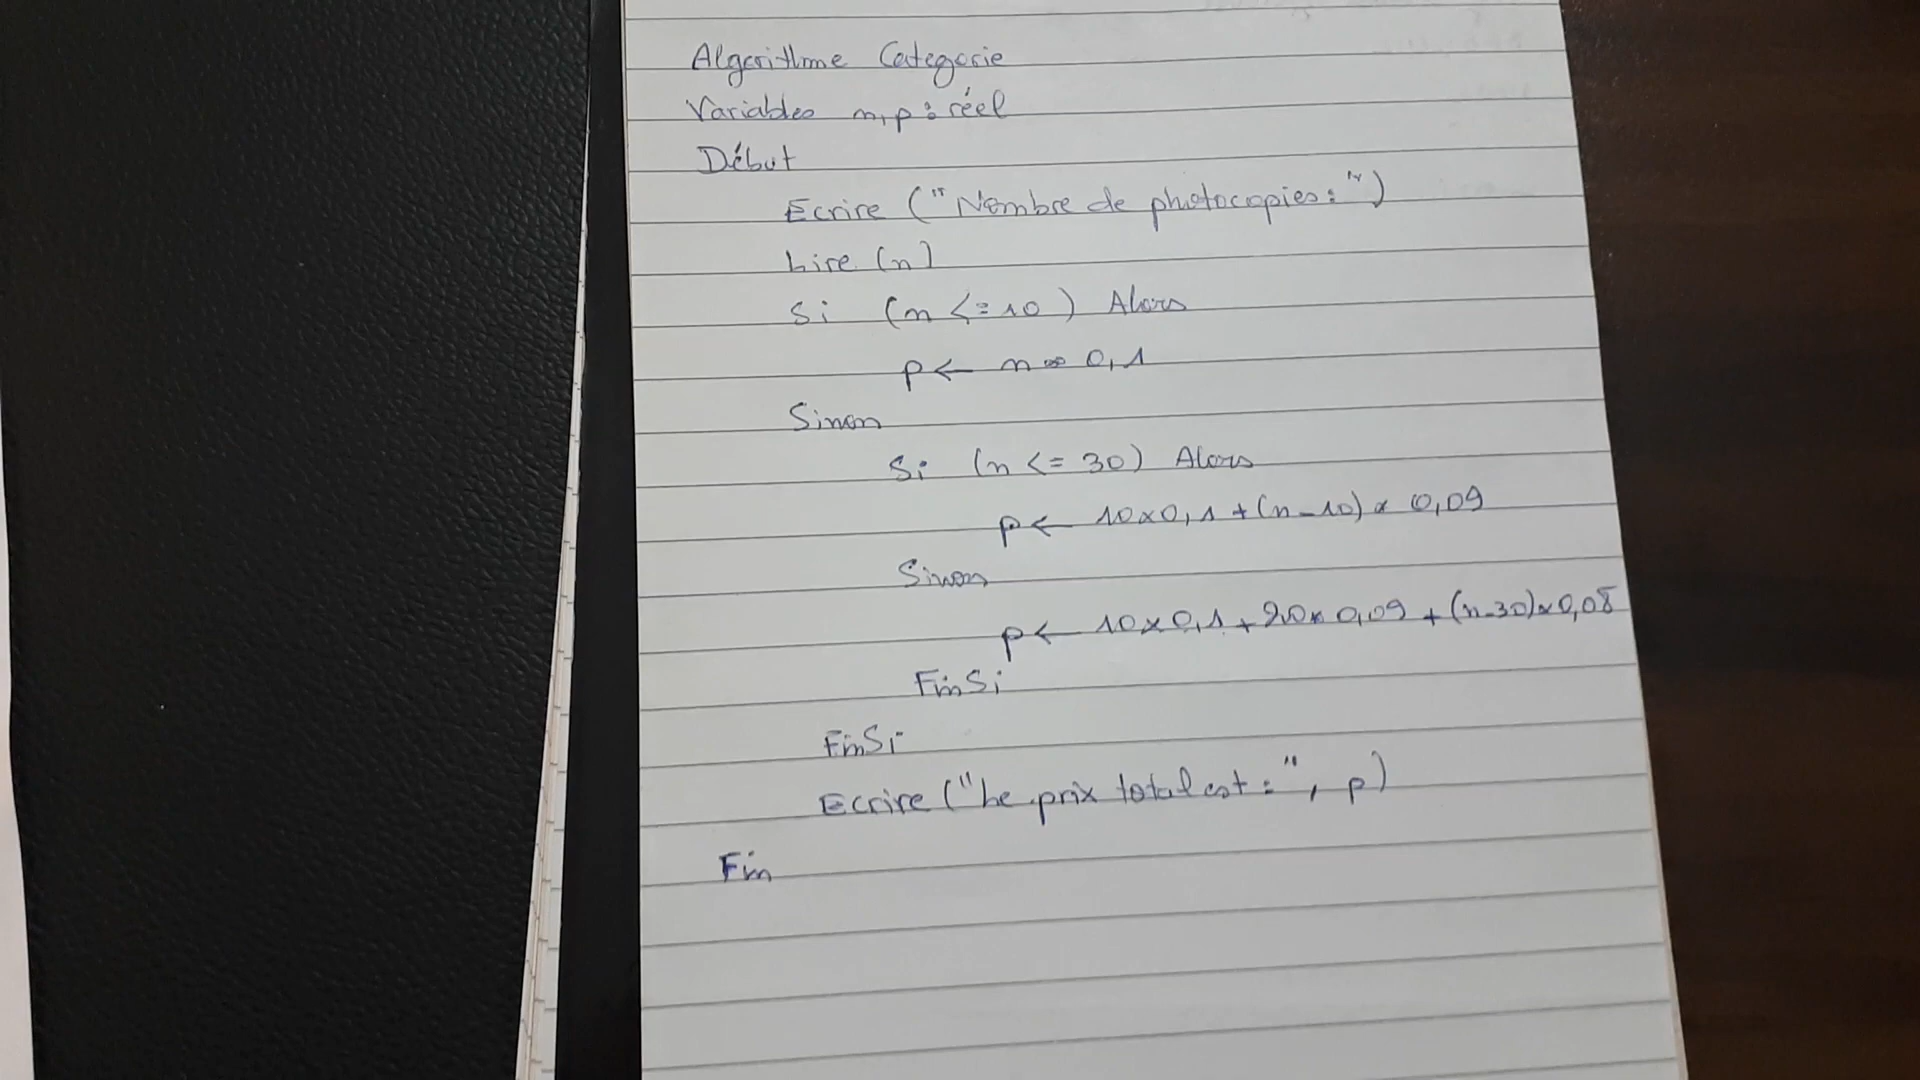 Algorithme Categorie
Variables n, p : réel
Début
Ecrire ("Nombre de photocopies : ")
Lire (n)
Si (n <= 10) Alors
p ← n * 0,1
Sinon
Si (n <= 30) Alors
p ← 10 x 0,1 + (n - 10) x 0,09
Sinon
p ← 10 x 0,1 + 20 x 0,09 + (n - 30) x 0,08
FinSi
FinSi
Ecrire ("Le prix total est : ", p)
Fin